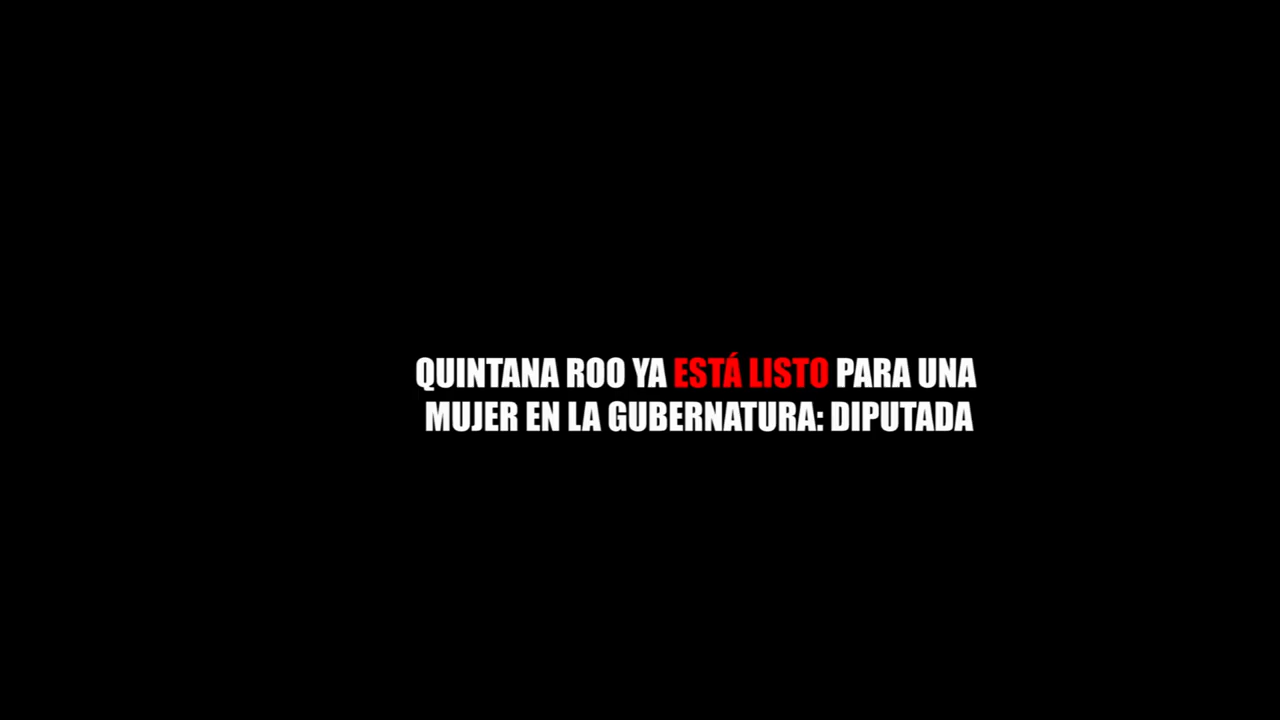 QUINTANA ROO YA ESTÁ LISTO PARA UNA
MUJER EN LA GUBERNATURA: DIPUTADA